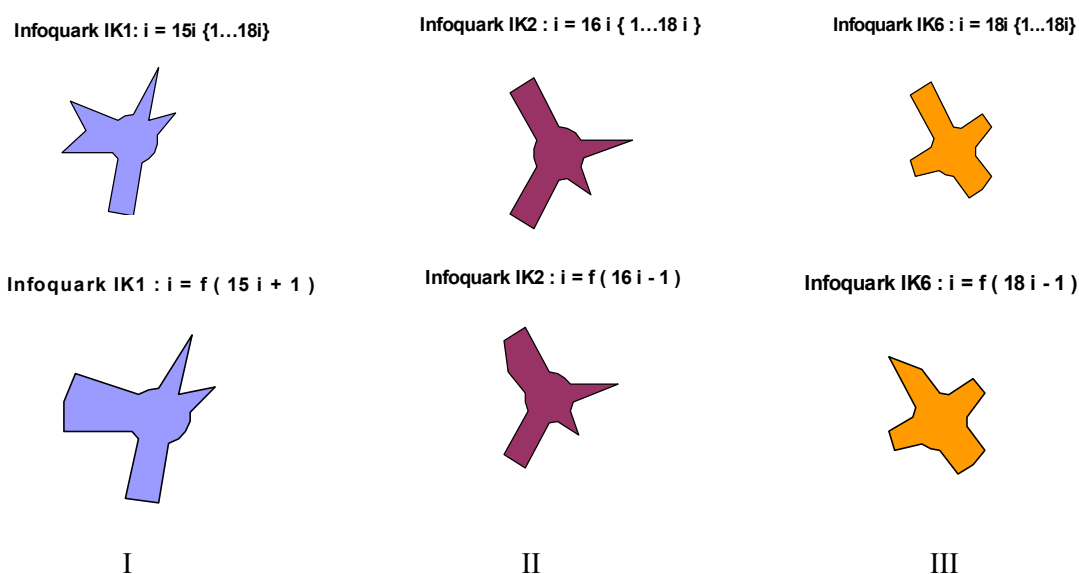 Infoquark IK1: i = 15i {1...18i}
Infoquark IK2 : i = 16 i { 1...18 i }
Infoquark IK6 : i = 18i {1...18i}
Infoquark IK1 : i = f ( 15 i + 1 )
Infoquark IK2 : i = f ( 16 i - 1 )
Infoquark IK6 : i = f ( 18 i - 1 )
I
II
III